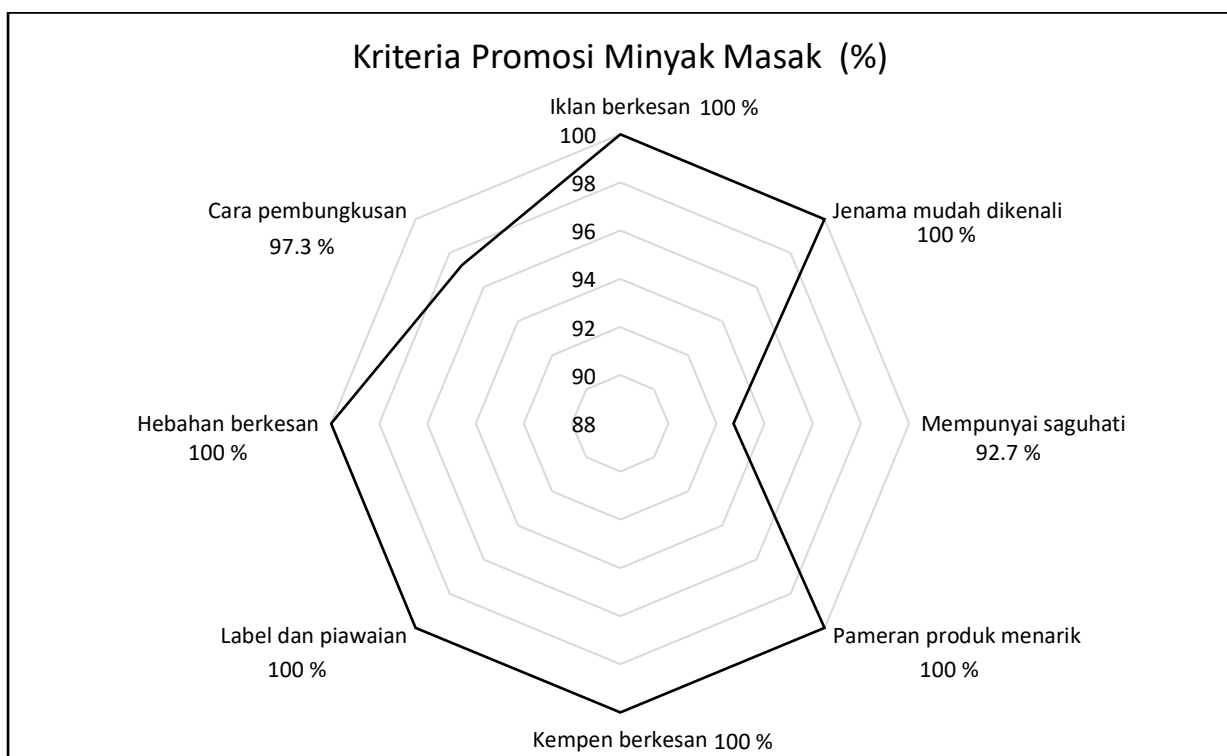 Kriteria Promosi Minyak Masak (%)
Iklan berkesan 100 %
100
98
96
94
92
90
88
Jenama mudah dikenali
100 %
Mempunyai saguhati
92.7 %
Pameran produk menarik
100 %
Kempen berkesan 100 %
Label dan piawaian
100 %
Hebahan berkesan
100 %
Cara pembungkusan
97.3 %